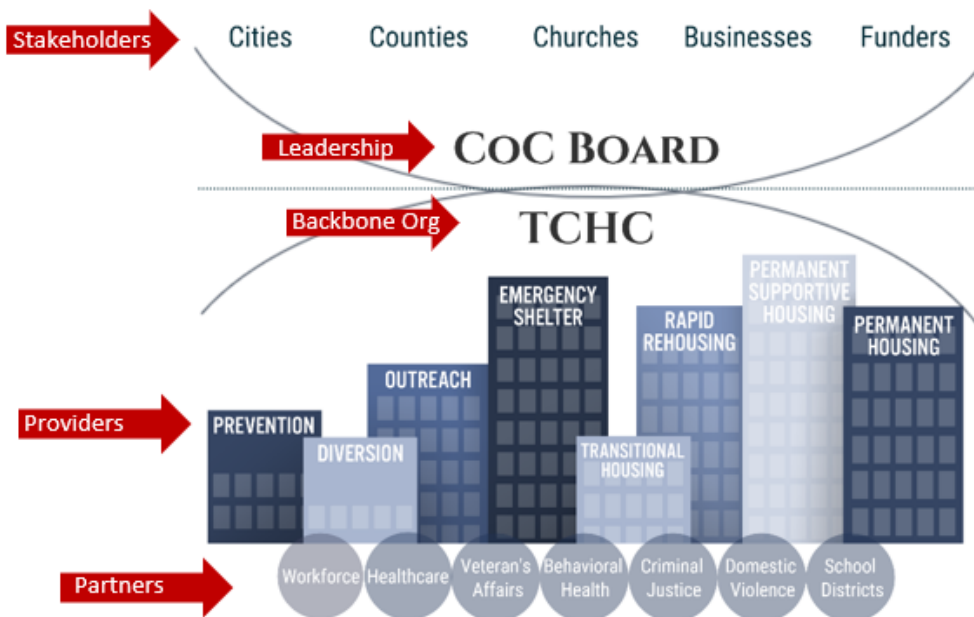 Stakeholders
Cities Counties Churches Businesses Funders
Leadership
CoC Board
Backbone Org
TCHC
Providers
PREVENTION
DIVERSION
OUTREACH
EMERGENCY
SHELTER
TRANSITIONAL
HOUSING
RAPID
REHOUSING
PERMANENT
SUPPORTIVE
HOUSING
PERMANENT
HOUSING
Partners
Workforce
Healthcare
Veteran's
Affairs
Behavioral
Health
Criminal
Justice
Domestic
Violence
School
Districts